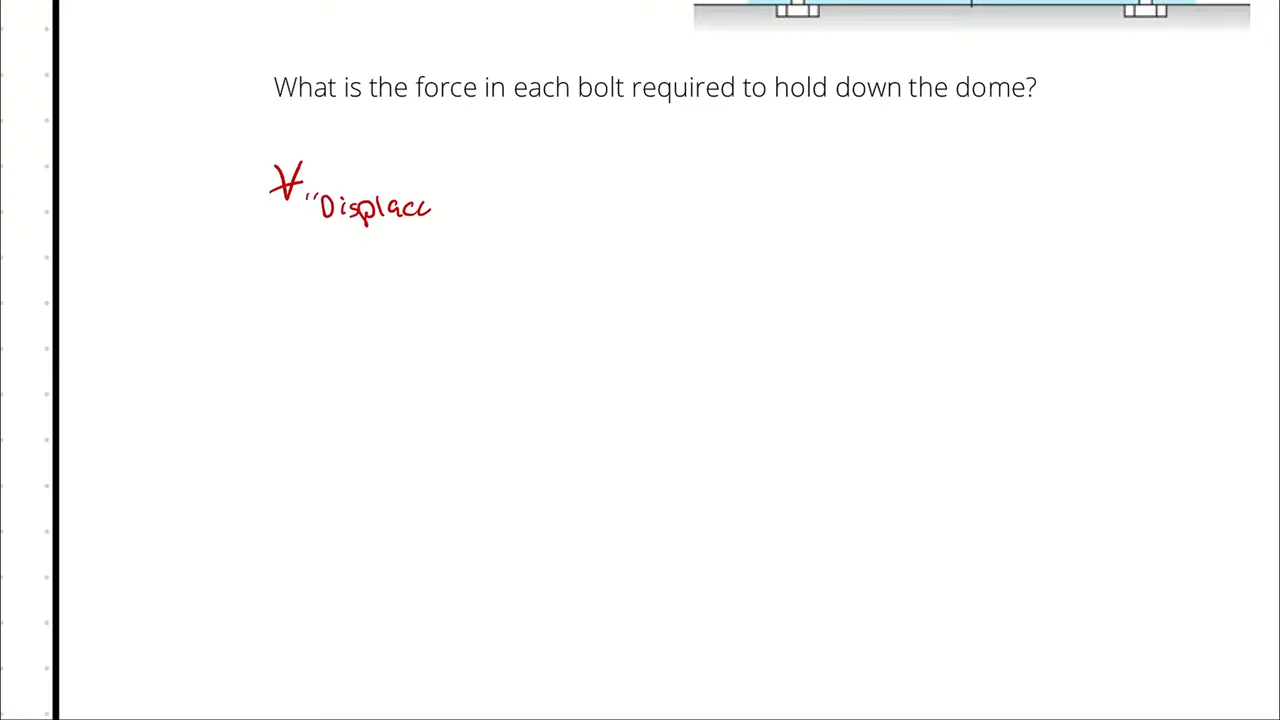 What is the force in each bolt required to hold down the dome?
V "Displace